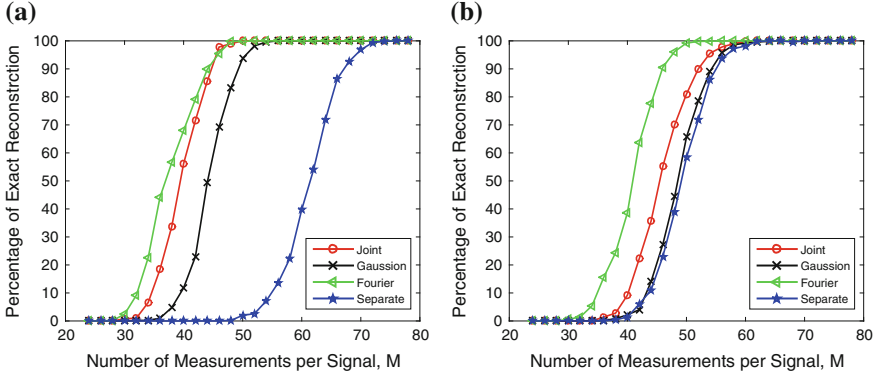 (a)
Percentage of Exact Reconstrction
100
90
80
70
60
50
40
30
20
10
0
20 30 40 50 60 70 80
Number of Measurements per Signal, M
Joint
Gaussion
Fourier
Separate
(b)
Percentage of Exact Reconstrction
100
90
80
70
60
50
40
30
20
10
0
20 30 40 50 60 70 80
Number of Measurements per Signal, M
Joint
Gaussion
Fourier
Separate